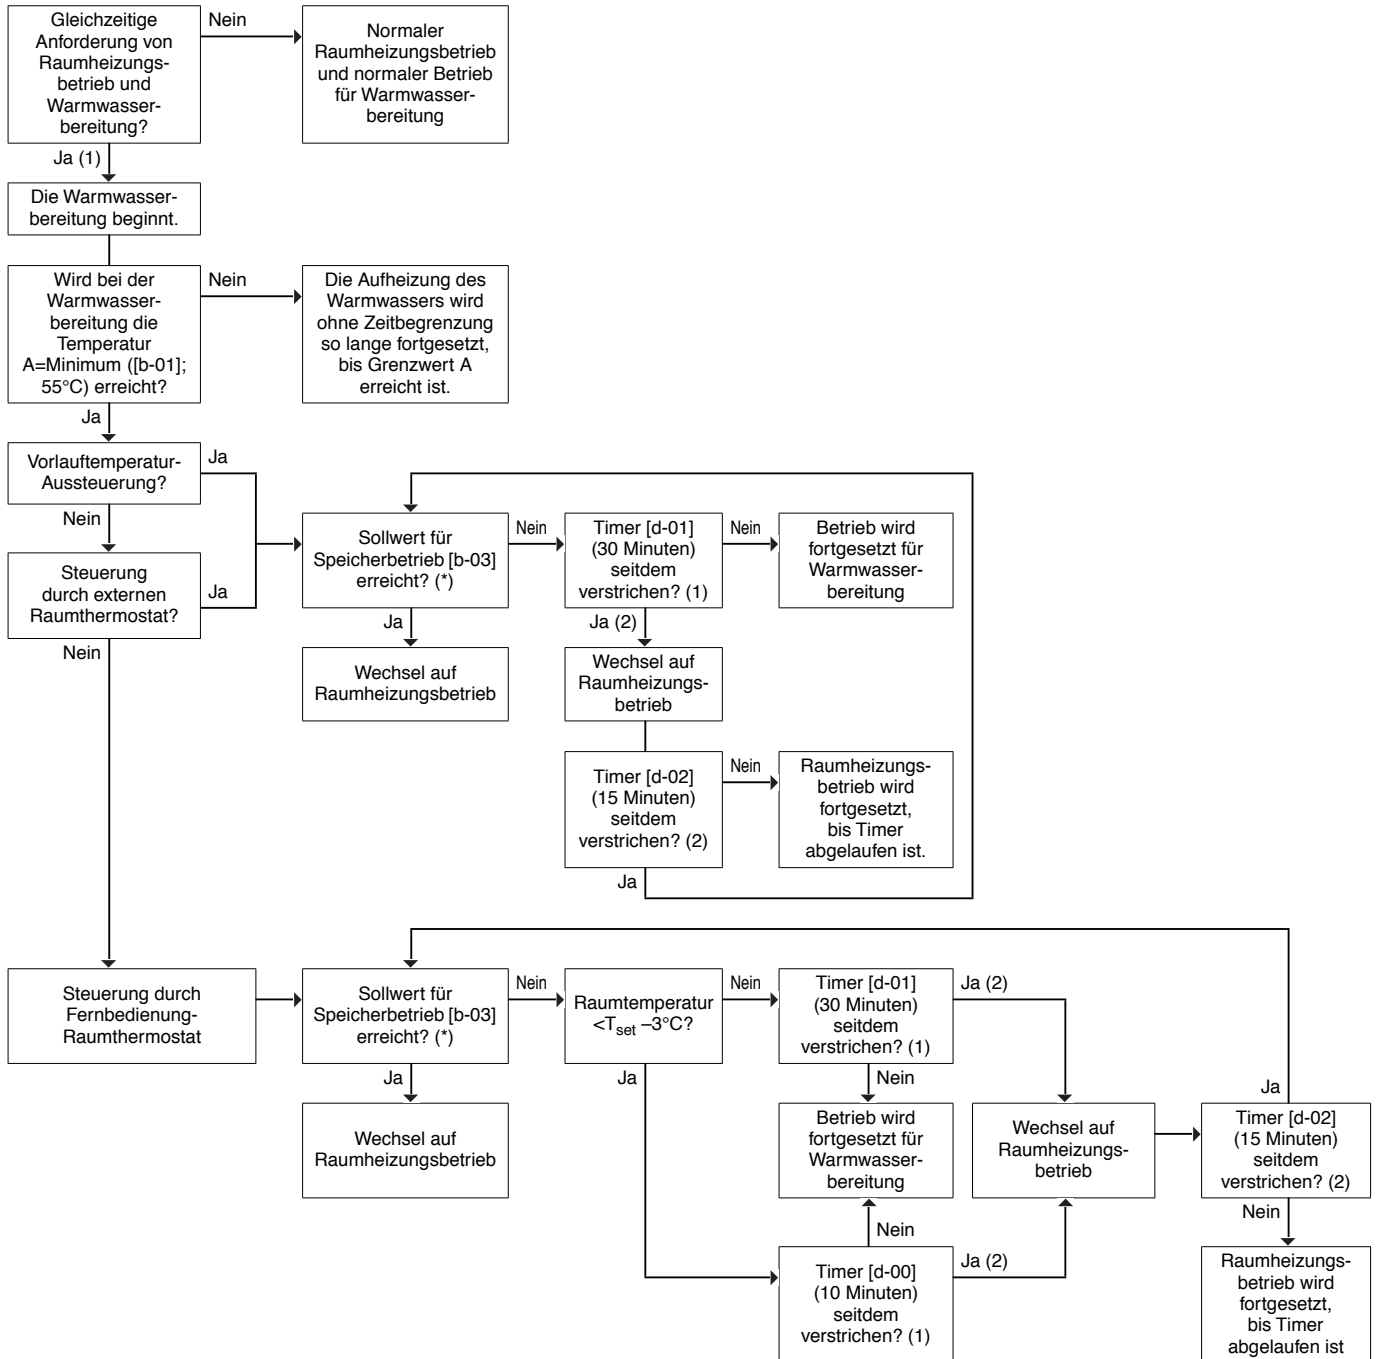 Gleichzeitige
Anforderung von
Raumheizungs-
betrieb und
Warmwasser-
bereitung?
Nein
Normaler
Raumheizungsbetrieb
und normaler Betrieb
für Warmwasser-
bereitung
Ja (1)
Die Warmwasser-
bereitung beginnt.
Wird bei der
Warmwasser-
bereitung die
Temperatur
A=Minimum ([b-01];
55°C) erreicht?
Nein
Die Aufheizung des
Warmwassers wird
ohne Zeitbegrenzung
so lange fortgesetzt,
bis Grenzwert A
erreicht ist.
Ja
Vorlauftemperatur-
Aussteuerung?
Ja
Nein
Steuerung
durch externen
Raumthermostat?
Ja
Nein
Sollwert für
Speicherbetrieb [b-03]
erreicht? (*)
Nein
Timer [d-01]
(30 Minuten)
seitdem
verstrichen? (1)
Nein
Betrieb wird
fortgesetzt für
Warmwasser-
bereitung
Ja
Wechsel auf
Raumheizungsbetrieb
Ja (2)
Wechsel auf
Raumheizungs-
betrieb
Timer [d-02]
(15 Minuten)
seitdem
verstrichen? (2)
Nein
Raumheizungs-
betrieb wird
fortgesetzt,
bis Timer
abgelaufen ist.
Ja
Steuerung durch
Fernbedienung-
Raumthermostat
Sollwert für
Speicherbetrieb [b-03]
erreicht? (*)
Nein
Raumtemperatur
<Tset –3°C?
Nein
Timer [d-01]
(30 Minuten)
seitdem
verstrichen? (1)
Ja (2)
Ja
Wechsel auf
Raumheizungsbetrieb
Ja
Nein
Betrieb wird
fortgesetzt für
Warmwasser-
bereitung
Wechsel auf
Raumheizungs-
betrieb
Ja
Timer [d-02]
(15 Minuten)
seitdem
verstrichen? (2)
Nein
Nein
Timer [d-00]
(10 Minuten)
seitdem
verstrichen? (1)
Ja (2)
Raumheizungs-
betrieb wird
fortgesetzt,
bis Timer
abgelaufen ist